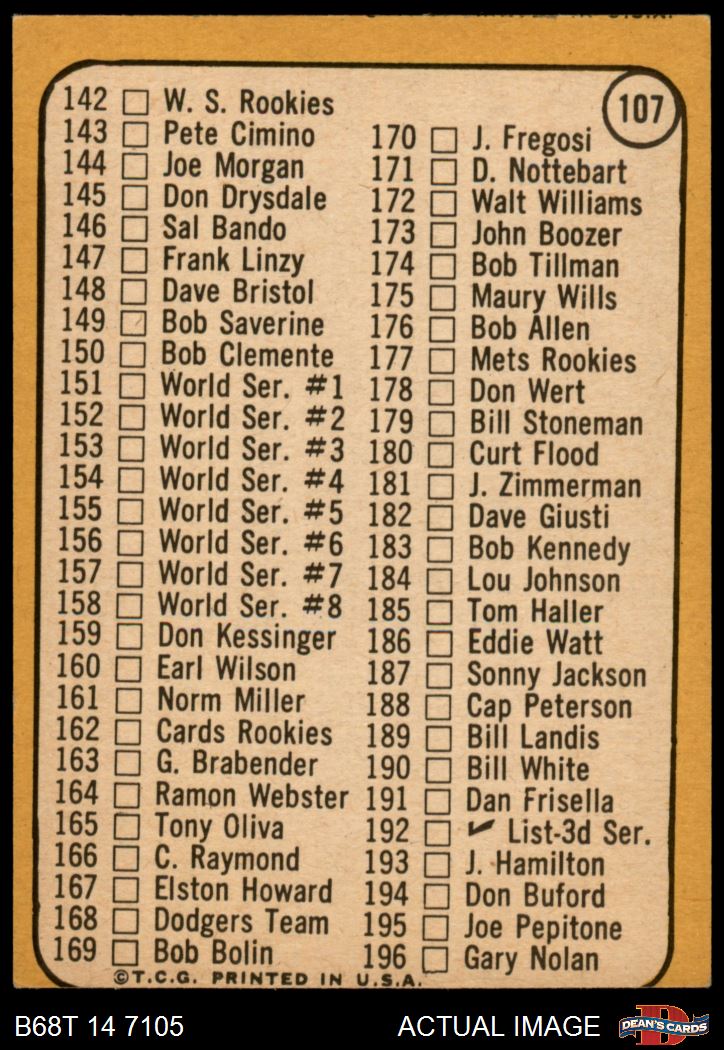 107
142 W. S. Rookies
143 Pete Cimino
144 Joe Morgan
145 Don Drysdale
146 Sal Bando
147 Frank Linzy
148 Dave Bristol
149 Bob Saverine
150 Bob Clemente
151 World Ser. #1
152 World Ser. #2
153 World Ser. #3
154 World Ser. #4
155 World Ser. #5
156 World Ser. #6
157 World Ser. #7
158 World Ser. #8
159 Don Kessinger
160 Earl Wilson
161 Norm Miller
162 Cards Rookies
163 G. Brabender
164 Ramon Webster
165 Tony Oliva
166 C. Raymond
167 Elston Howard
168 Dodgers Team
169 Bob Bolin
170 J. Fregosi
171 D. Nottebart
172 Walt Williams
173 John Boozer
174 Bob Tillman
175 Maury Wills
176 Bob Allen
177 Mets Rookies
178 Don Wert
179 Bill Stoneman
180 Curt Flood
181 J. Zimmerman
182 Dave Giusti
183 Bob Kennedy
184 Lou Johnson
185 Tom Haller
186 Eddie Watt
187 Sonny Jackson
188 Cap Peterson
189 Bill Landis
190 Bill White
191 Dan Frisella
192 ✔ List-3d Ser.
193 J. Hamilton
194 Don Buford
195 Joe Pepitone
196 Gary Nolan
©T.C.G. PRINTED IN U.S.A.
B68T 14 7105
ACTUAL IMAGE
DEAN'S CARDS